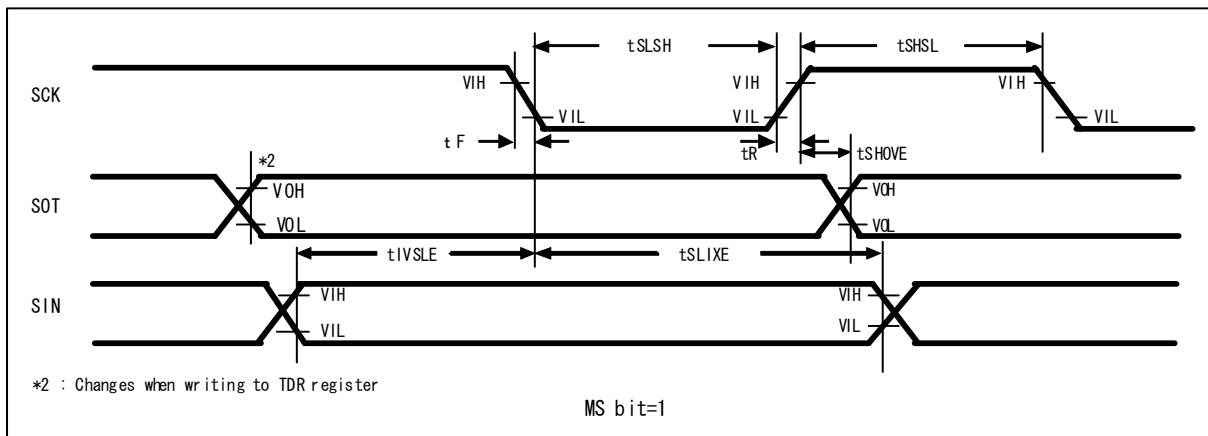 tSLSH
tSHSL
SCK
VIH
VIH
VIH
VIL
VIL
VIL
tF
tR
tSHOVE
*2
SOT
VOH
VOH
VOL
VOL
tIVSLE
tSLIXE
SIN
VIH
VIH
VIL
VIL
*2 : Changes when writing to TDR register
MS bit=1